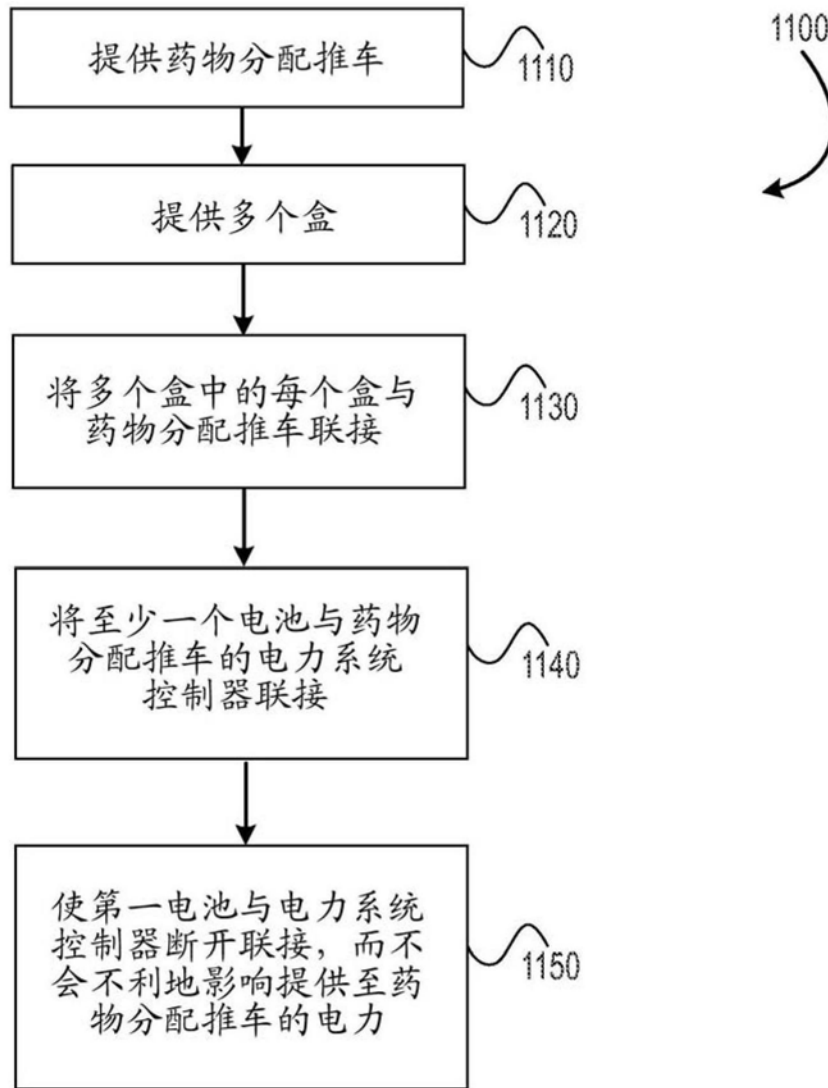 提供药物分配推车
1110
1100
提供多个盒
1120
将多个盒中的每个盒与
药物分配推车联接
1130
将至少一个电池与药物
分配推车的电力系统
控制器联接
1140
使第一电池与电力系统
控制器断开联接，而不
会不利地影响提供至药
物分配推车的电力
1150